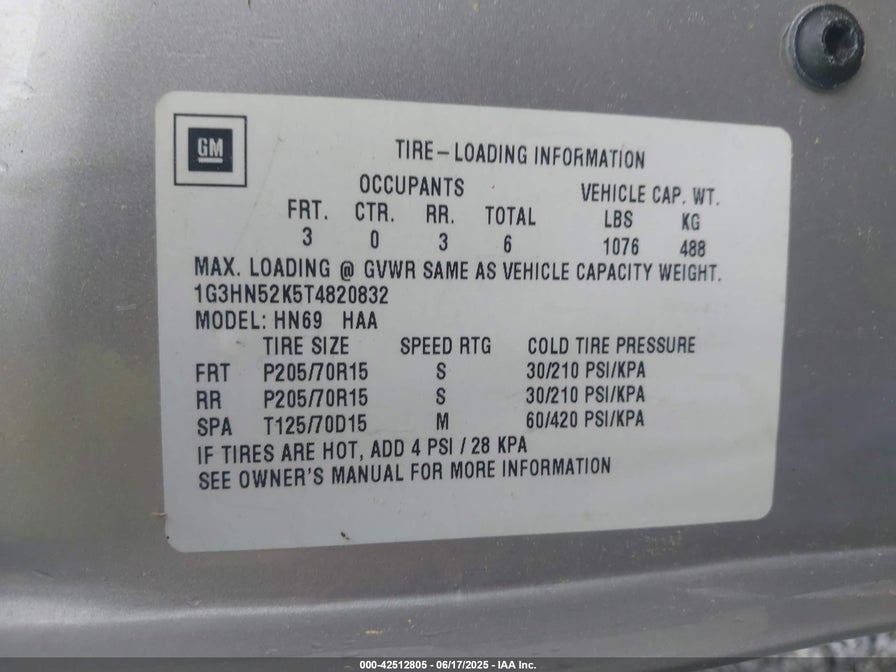 GM
TIRE-LOADING INFORMATION
OCCUPANTS VEHICLE CAP. WT.
FRT. CTR. RR. TOTAL LBS KG
3 0 3 6 1076 488
MAX. LOADING @ GVWR SAME AS VEHICLE CAPACITY WEIGHT.
1G3HN52K5T4820832
MODEL: HN69 HAA
TIRE SIZE SPEED RTG COLD TIRE PRESSURE
FRT P205/70R15 S 30/210 PSI/KPA
RR P205/70R15 S 30/210 PSI/KPA
SPA T125/70D15 M 60/420 PSI/KPA
IF TIRES ARE HOT, ADD 4 PSI / 28 KPA
SEE OWNER'S MANUAL FOR MORE INFORMATION
000-42512805 - 06/17/2025 - IAA Inc.